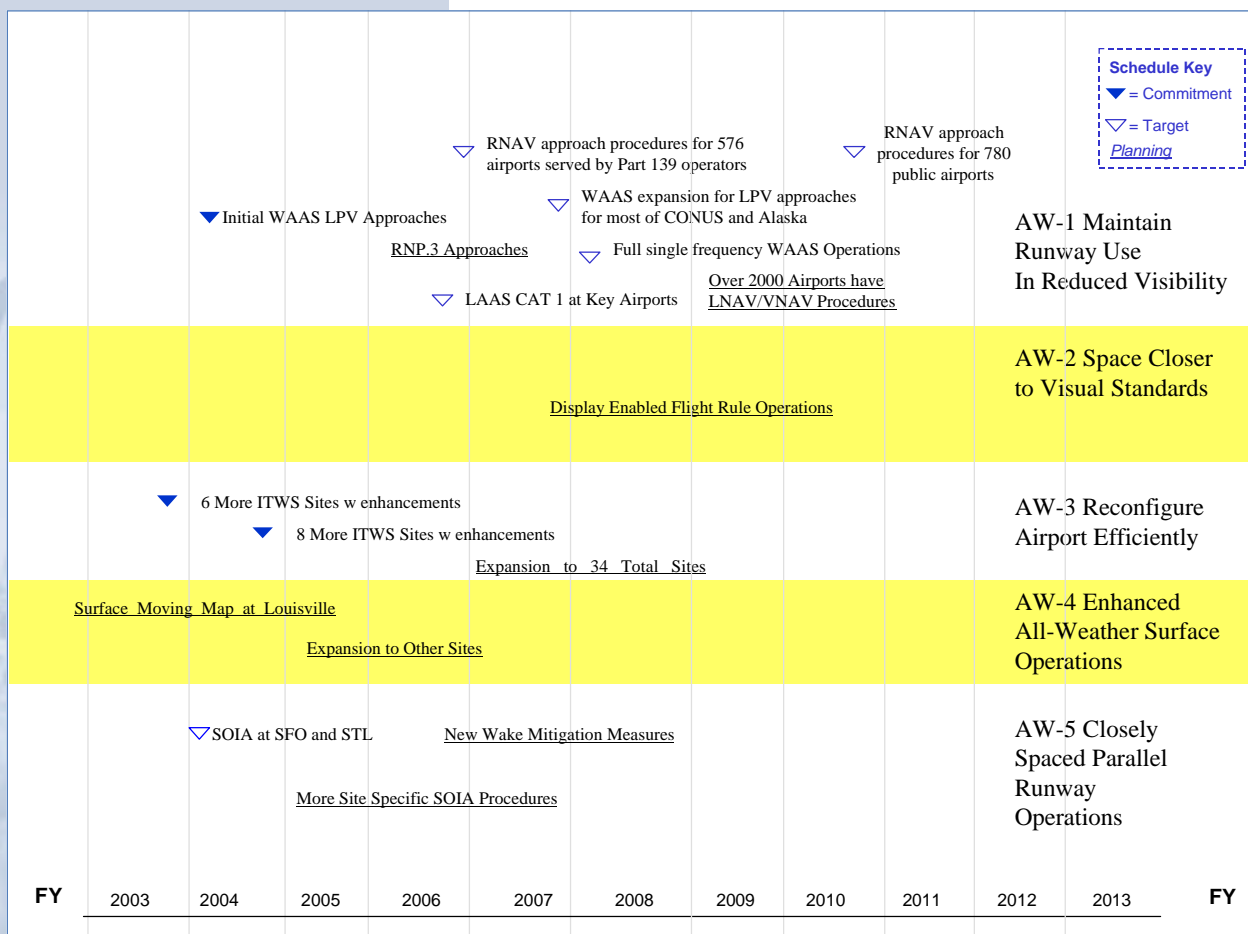 Schedule Key
= Commitment
= Target
Planning
RNAV approach procedures for 576
airports served by Part 139 operators
RNAV approach
procedures for 780
public airports
WAAS expansion for LPV approaches
for most of CONUS and Alaska
Initial WAAS LPV Approaches
RNP.3 Approaches
Full single frequency WAAS Operations
Over 2000 Airports have
LNAV/VNAV Procedures
LAAS CAT 1 at Key Airports
AW-1 Maintain
Runway Use
In Reduced Visibility
AW-2 Space Closer
to Visual Standards
Display Enabled Flight Rule Operations
6 More ITWS Sites w enhancements
8 More ITWS Sites w enhancements
Expansion to 34 Total Sites
AW-3 Reconfigure
Airport Efficiently
Surface Moving Map at Louisville
Expansion to Other Sites
AW-4 Enhanced
All-Weather Surface
Operations
SOIA at SFO and STL
New Wake Mitigation Measures
More Site Specific SOIA Procedures
AW-5 Closely
Spaced Parallel
Runway
Operations
FY 2003 2004 2005 2006 2007 2008 2009 2010 2011 2012 2013 FY